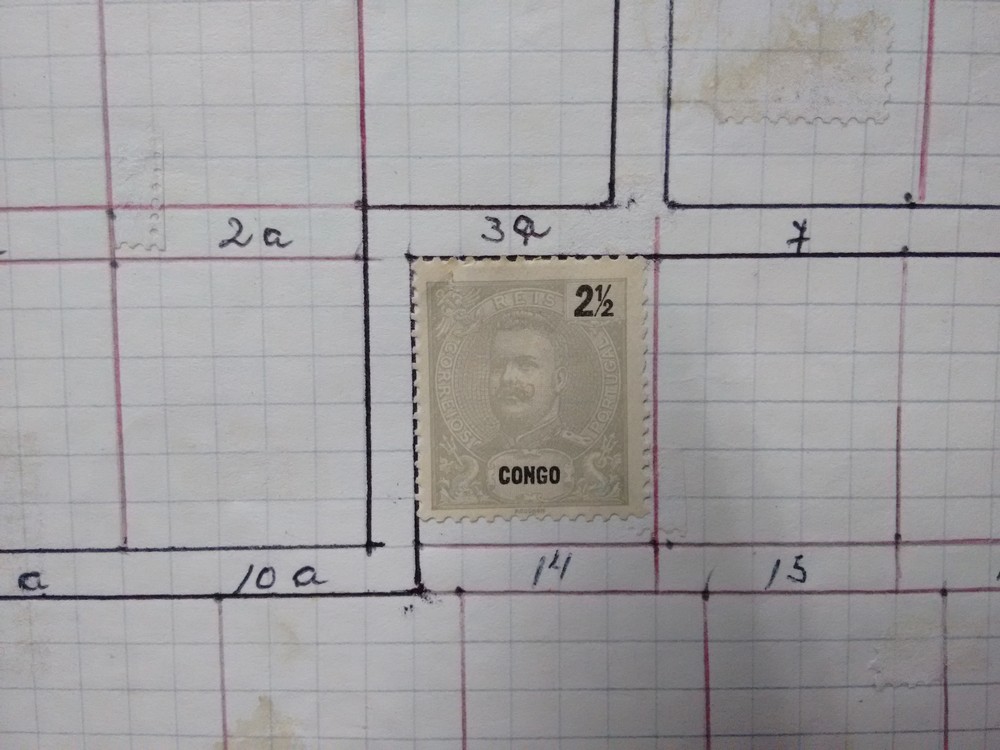 2a
3a
7
REIS
2½
CORREIOS
PORTUGAL
CONGO
a
10a
14
15